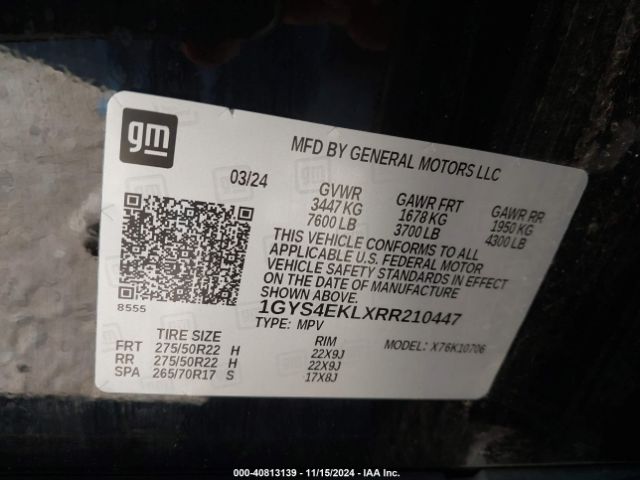 gm
MFD BY GENERAL MOTORS LLC
03/24
GVWR GAWR FRT GAWR RR
3447 KG 1678 KG 1950 KG
7600 LB 3700 LB 4300 LB
THIS VEHICLE CONFORMS TO ALL
APPLICABLE U.S. FEDERAL MOTOR
VEHICLE SAFETY STANDARDS IN EFFECT
ON THE DATE OF MANUFACTURE
SHOWN ABOVE.
8555
1GYS4EKLXRR210447
TYPE: MPV MODEL: X76K10706
TIRE SIZE RIM
FRT 275/50R22 H 22X9J
RR 275/50R22 H 22X9J
SPA 265/70R17 S 17X8J
000-40813139 - 11/15/2024 - IAA Inc.